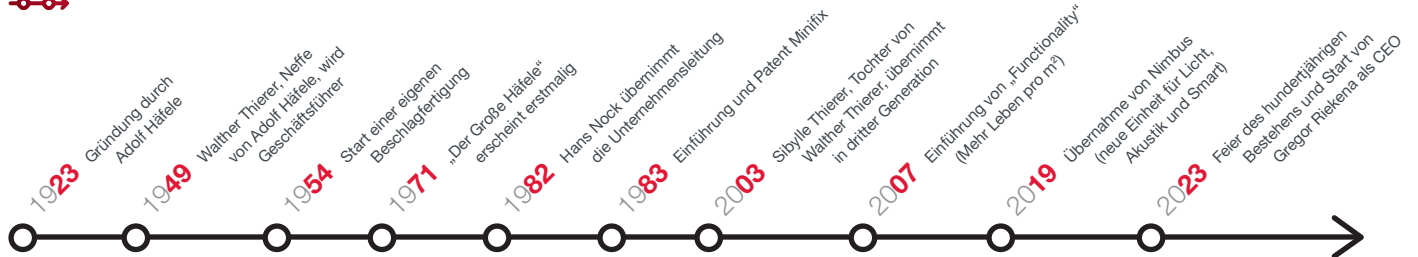 1923
Gründung durch
Adolf Häfele
1949
Walther Thierer, Neffe
von Adolf Häfele, wird
Geschäftsführer
1954
Start einer eigenen
Beschlagfertigung
1971
„Der Große Häfele“
erscheint erstmalig
1982
Hans Nock übernimmt
die Unternehmensleitung
1983
Einführung und Patent Minifix
2003
Sibylle Thierer, Tochter von
Walther Thierer, übernimmt
in dritter Generation
2007
Einführung von „Functionality“
(Mehr Leben pro m²)
2019
Übernahme von Nimbus
(neue Einheit für Licht,
Akustik und Smart)
2023
Feier des hundertjährigen
Bestehens und Start von
Gregor Riekena als CEO